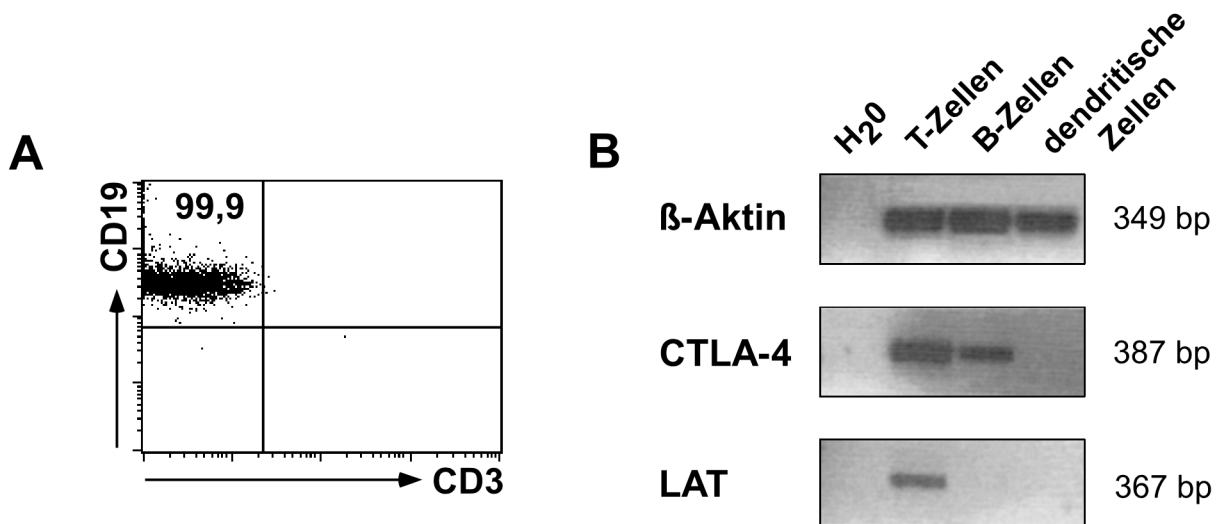 A
CD19
99,9
CD3
B
H20
T-Zellen
B-Zellen
dendritische
Zellen
ß-Aktin
349 bp
CTLA-4
387 bp
LAT
367 bp